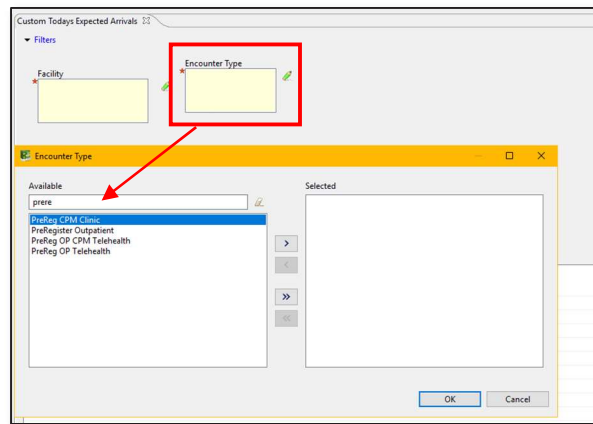 Custom Todays Expected Arrivals
Filters
Facility
*
Encounter Type
*
Encounter Type
Available
Selected
prere
PreReg CPM Clinic
PreRegister Outpatient
PreReg OP CPM Telehealth
PreReg OP Telehealth
>
<
>>
<<
OK
Cancel